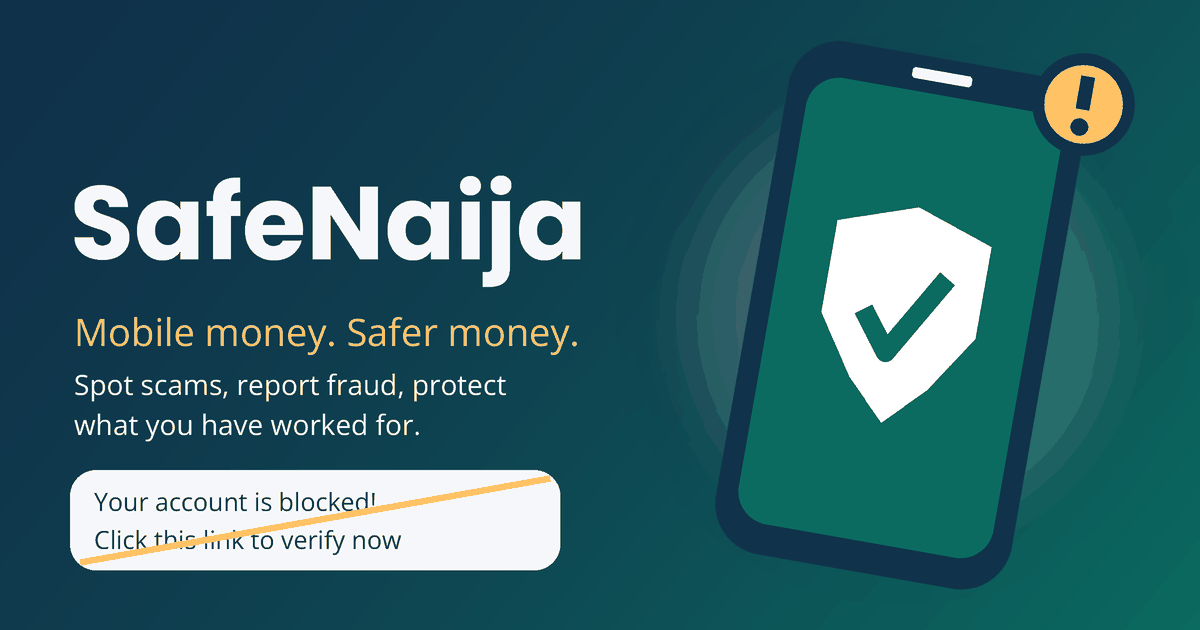 SafeNaija
Mobile money. Safer money.
Spot scams, report fraud, protect
what you have worked for.
Your account is blocked!
Click this link to verify now
!